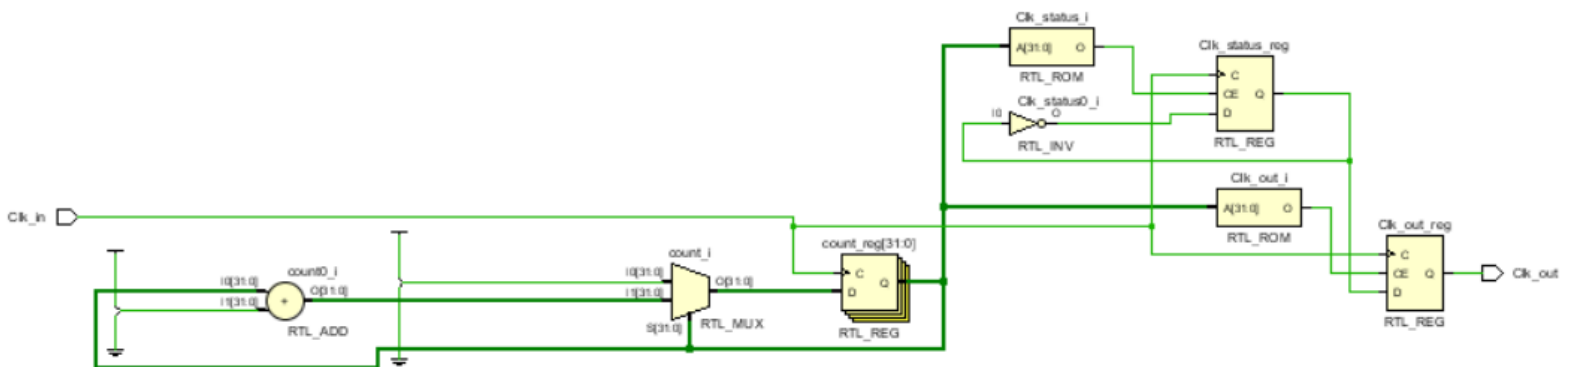 Clk_status_i
A[31:0] O
RTL_ROM
Clk_status_reg
C
CE Q
D
RTL_REG
Clk_status0_i
I0 O
RTL_INV
Clk_out_i
A[31:0] O
RTL_ROM
Clk_in
Clk_out_reg
C
CE Q
D
RTL_REG
Clk_out
count_reg[31:0]
C
D Q
RTL_REG
count_i
I0[31:0]
I1[31:0]
O[31:0]
S[31:0]
RTL_MUX
count0_i
I0[31:0]
I1[31:0]
O[31:0]
+
RTL_ADD